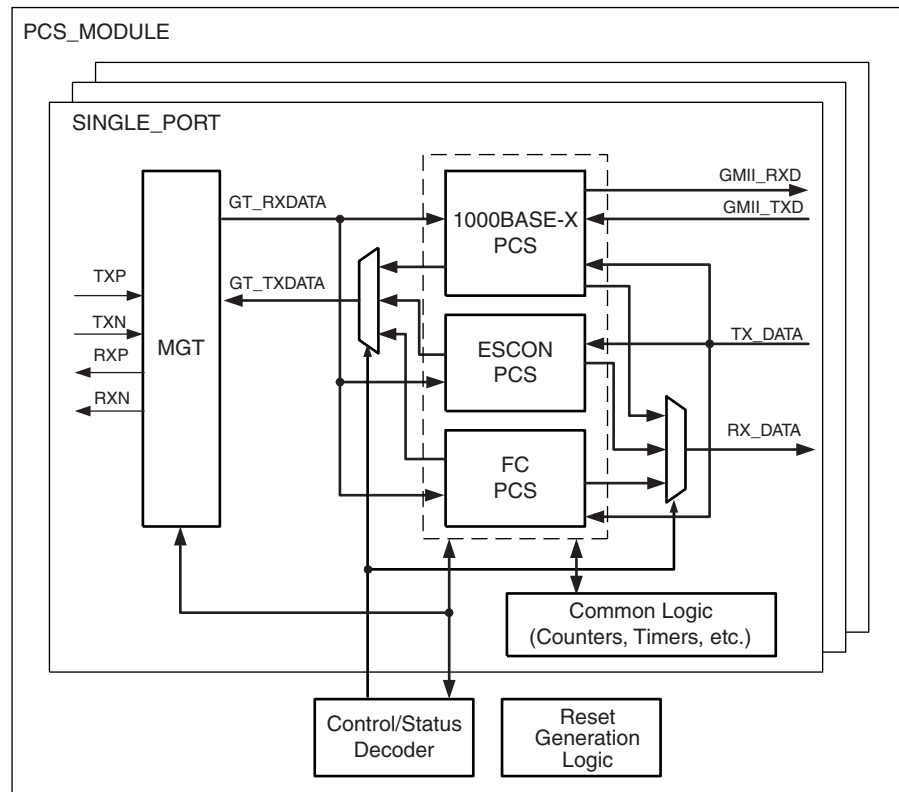 PCS_MODULE
SINGLE_PORT
GT_RXDATA
GMII_RXD
1000BASE-X
PCS
GMII_TXD
TXP
GT_TXDATA
TXN
MGT
ESCON
PCS
TX_DATA
RXP
RXN
RX_DATA
FC
PCS
Common Logic
(Counters, Timers, etc.)
Control/Status
Decoder
Reset
Generation
Logic